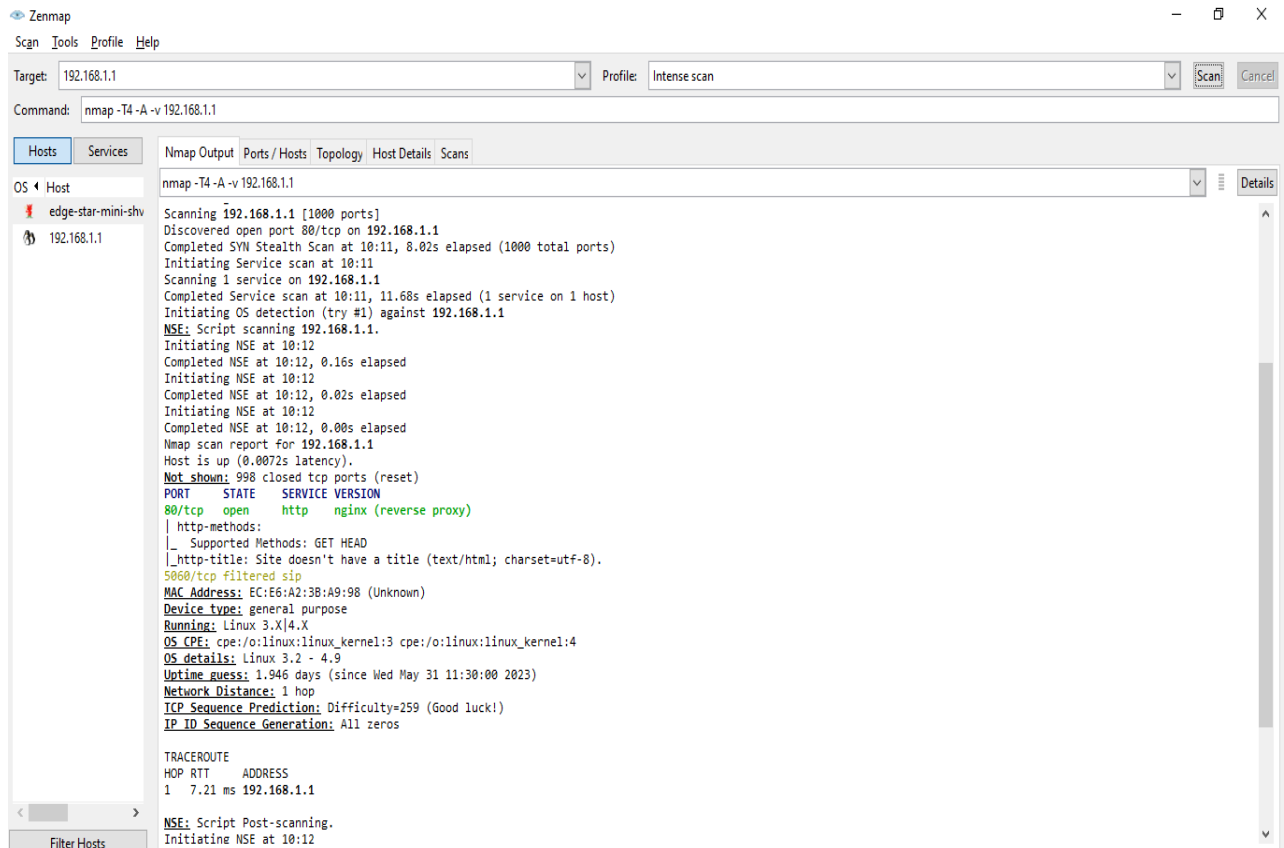 Zenmap
Scan Tools Profile Help
Target: 192.168.1.1 Profile: Intense scan Scan Cancel
Command: nmap -T4 -A -v 192.168.1.1
Hosts Services Nmap Output Ports / Hosts Topology Host Details Scans
OS Host nmap -T4 -A -v 192.168.1.1 Details
edge-star-mini-shv
192.168.1.1
Scanning 192.168.1.1 [1000 ports]
Discovered open port 80/tcp on 192.168.1.1
Completed SYN Stealth Scan at 10:11, 8.02s elapsed (1000 total ports)
Initiating Service scan at 10:11
Scanning 1 service on 192.168.1.1
Completed Service scan at 10:11, 11.68s elapsed (1 service on 1 host)
Initiating OS detection (try #1) against 192.168.1.1
NSE: Script scanning 192.168.1.1.
Initiating NSE at 10:12
Completed NSE at 10:12, 0.16s elapsed
Initiating NSE at 10:12
Completed NSE at 10:12, 0.02s elapsed
Initiating NSE at 10:12
Completed NSE at 10:12, 0.00s elapsed
Nmap scan report for 192.168.1.1
Host is up (0.0072s latency).
Not shown: 998 closed tcp ports (reset)
PORT STATE SERVICE VERSION
80/tcp open http nginx (reverse proxy)
| http-methods:
|_ Supported Methods: GET HEAD
|_http-title: Site doesn't have a title (text/html; charset=utf-8).
5060/tcp filtered sip
MAC Address: EC:E6:A2:3B:A9:98 (Unknown)
Device type: general purpose
Running: Linux 3.X|4.X
OS CPE: cpe:/o:linux:linux_kernel:3 cpe:/o:linux:linux_kernel:4
OS details: Linux 3.2 - 4.9
Uptime guess: 1.946 days (since Wed May 31 11:30:00 2023)
Network Distance: 1 hop
TCP Sequence Prediction: Difficulty=259 (Good luck!)
IP ID Sequence Generation: All zeros
TRACEROUTE
HOP RTT ADDRESS
1 7.21 ms 192.168.1.1
NSE: Script Post-scanning.
Initiating NSE at 10:12
Filter Hosts